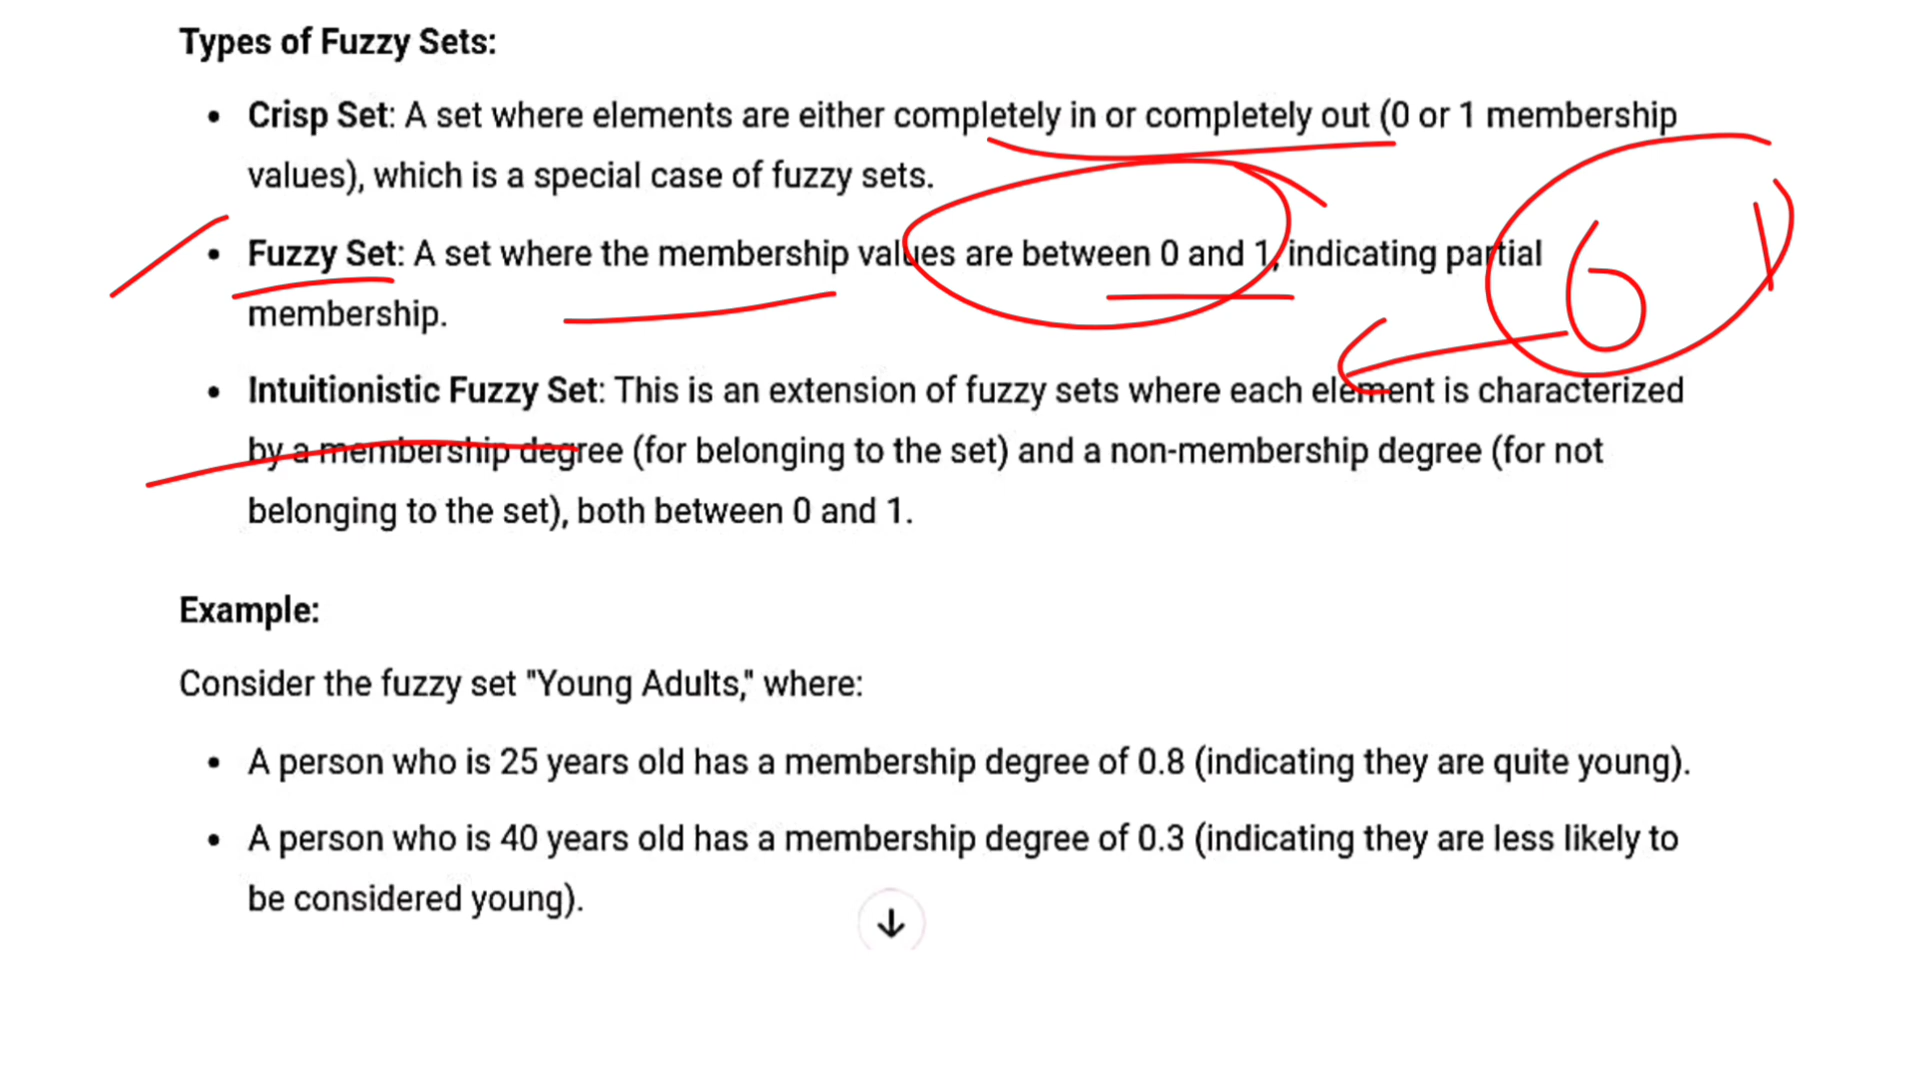 Types of Fuzzy Sets:
• Crisp Set: A set where elements are either completely in or completely out (0 or 1 membership
values), which is a special case of fuzzy sets.
• Fuzzy Set: A set where the membership values are between 0 and 1, indicating partial
membership.
• Intuitionistic Fuzzy Set: This is an extension of fuzzy sets where each element is characterized
by a membership degree (for belonging to the set) and a non-membership degree (for not
belonging to the set), both between 0 and 1.
Example:
Consider the fuzzy set "Young Adults," where:
• A person who is 25 years old has a membership degree of 0.8 (indicating they are quite young).
• A person who is 40 years old has a membership degree of 0.3 (indicating they are less likely to
be considered young).